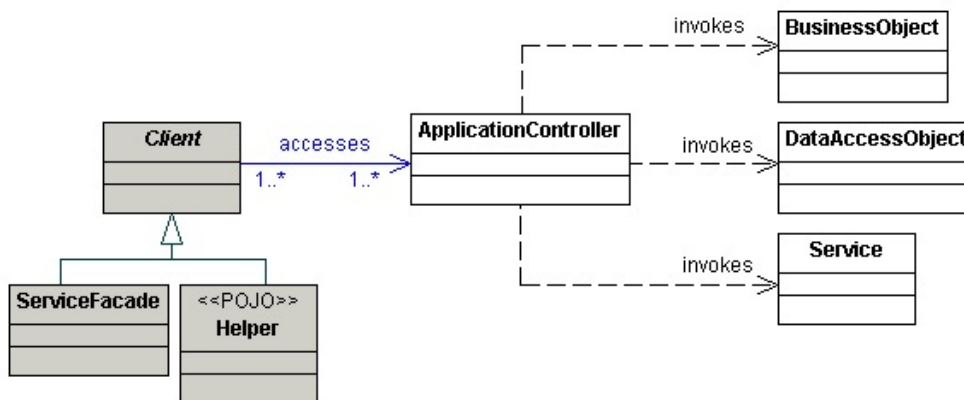 invokes
BusinessObject
Client
accesses
1..*
1..*
ApplicationController
invokes
DataAccessObject
invokes
Service
ServiceFacade
<<POJO>>
Helper